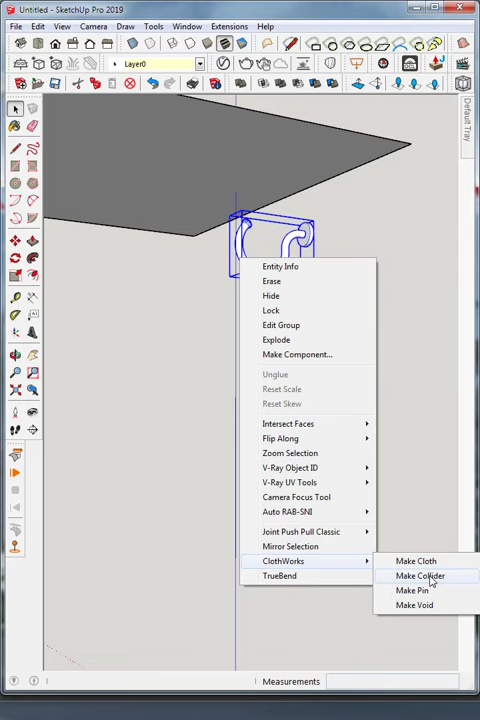 Untitled - SketchUp Pro 2019
File Edit View Camera Draw Tools Window Extensions Help
Layer0
Default Tray
Entity Info
Erase
Hide
Lock
Edit Group
Explode
Make Component...
Unglue
Reset Scale
Reset Skew
Intersect Faces
Flip Along
Zoom Selection
V-Ray Object ID
V-Ray UV Tools
Camera Focus Tool
Auto RAB-SNI
Joint Push Pull Classic
Mirror Selection
ClothWorks
TrueBend
Make Cloth
Make Collider
Make Pin
Make Void
Measurements